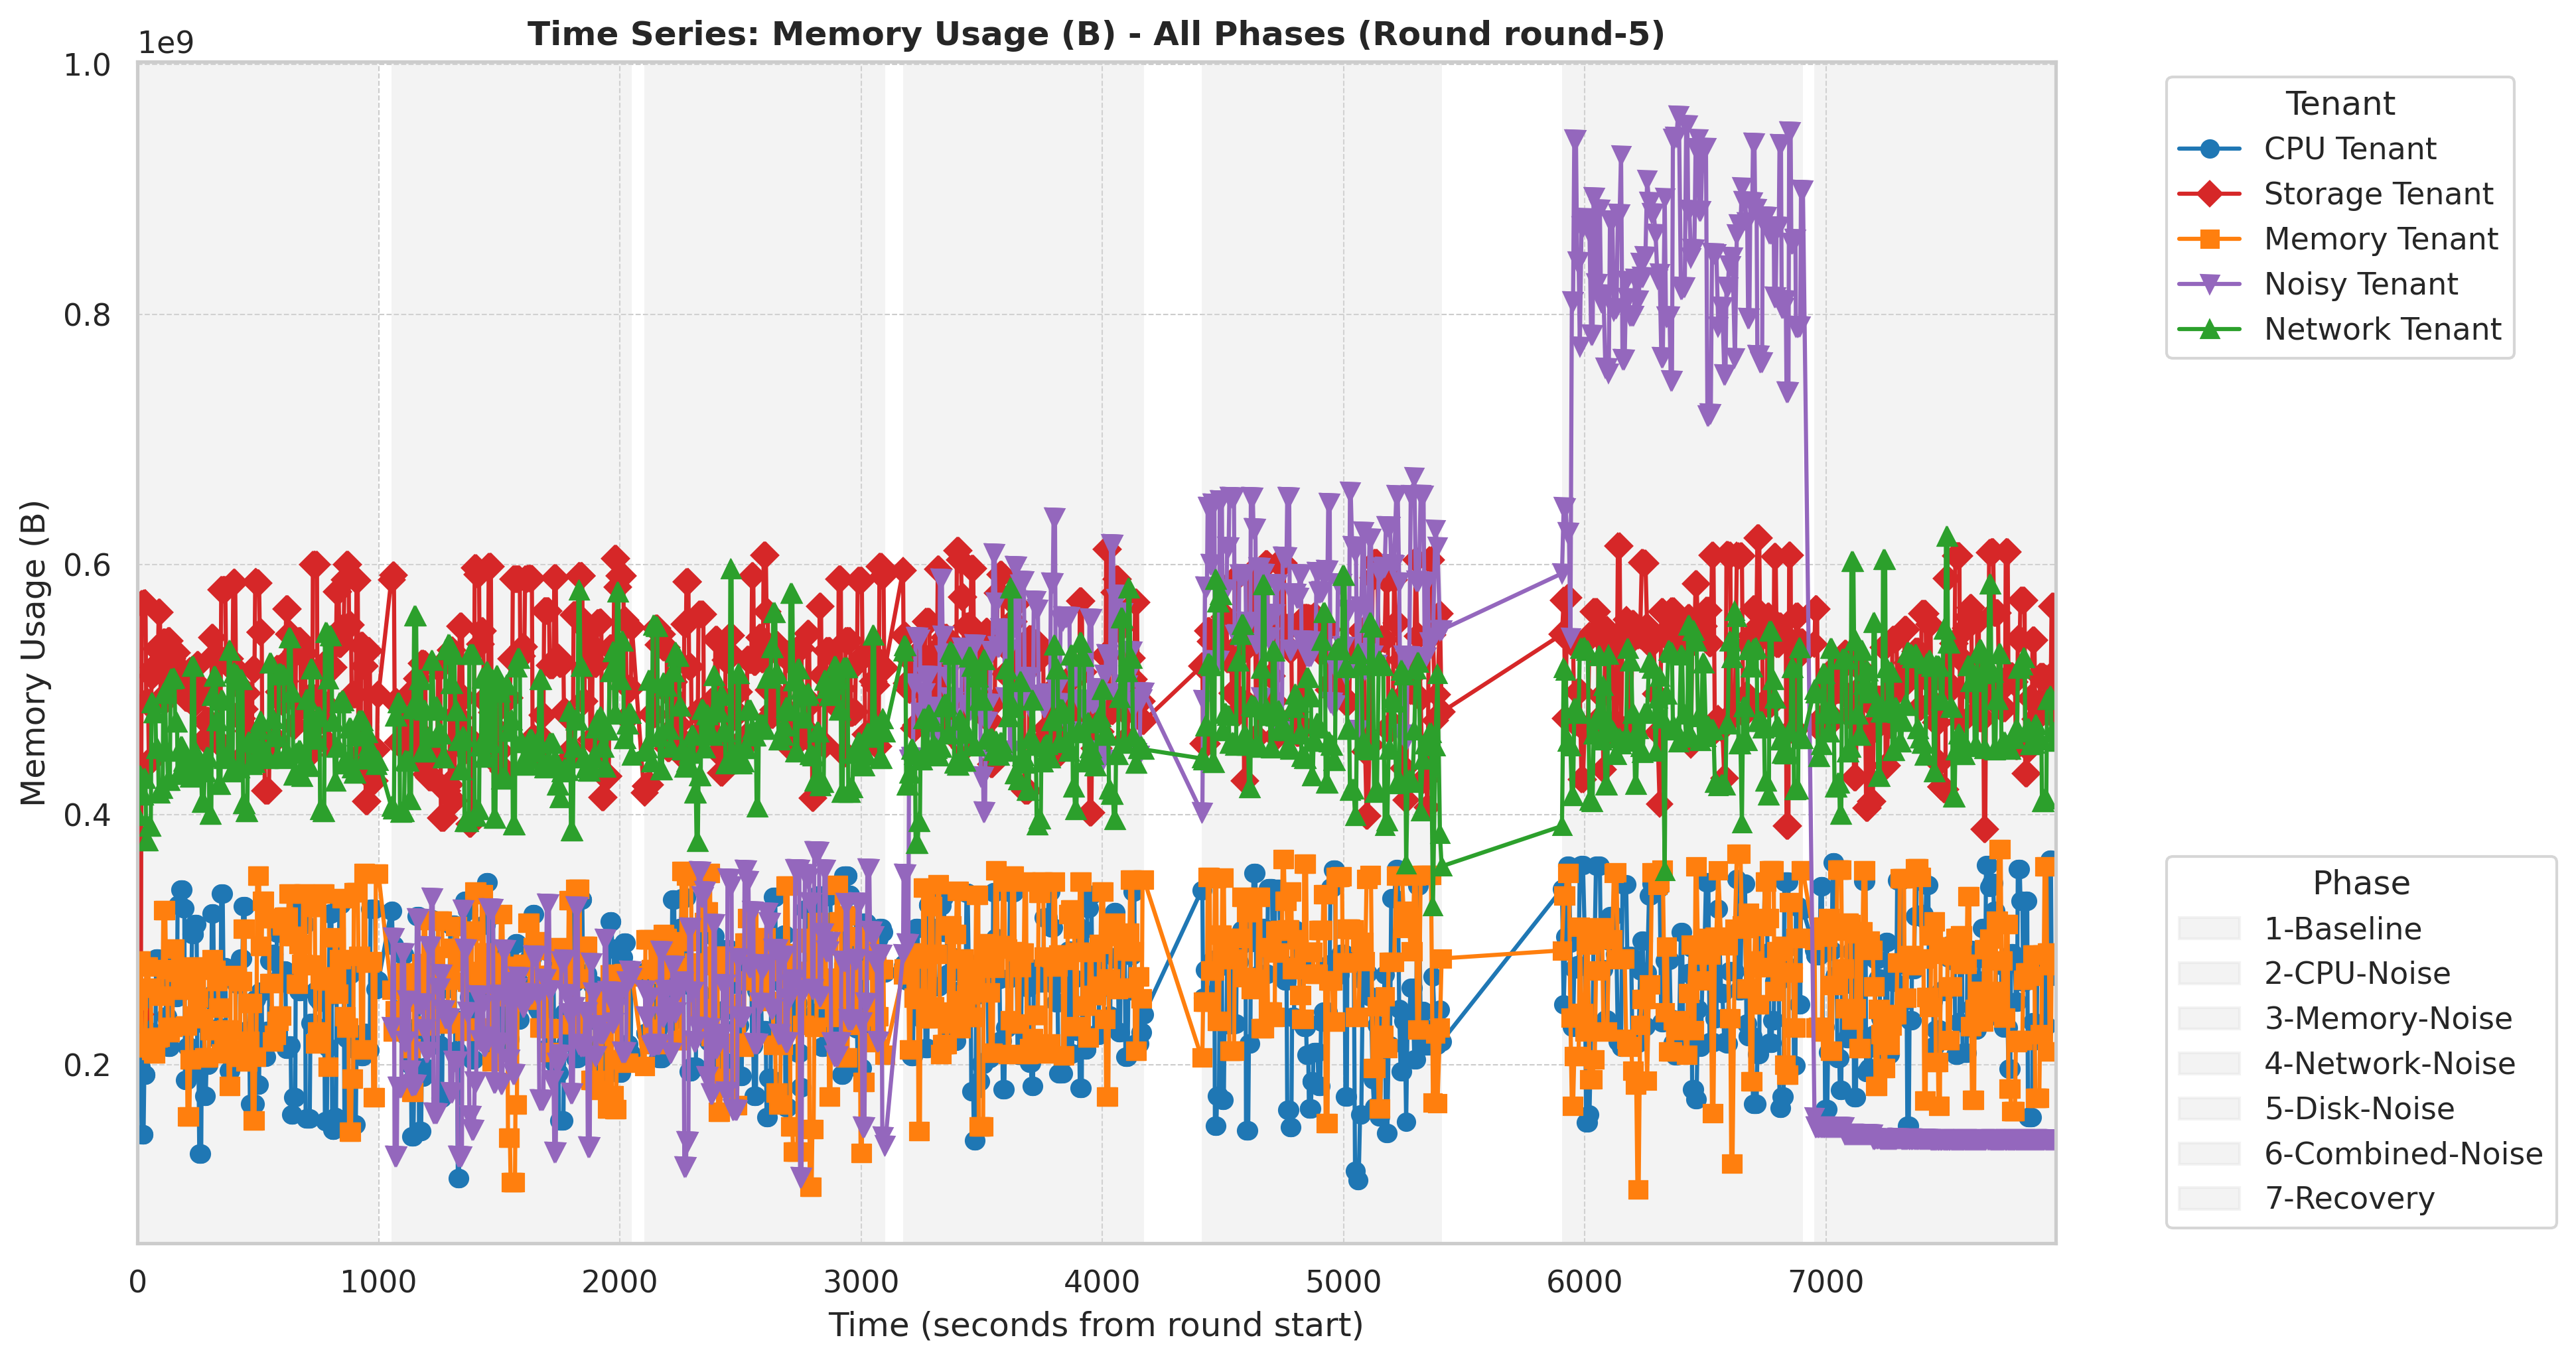 Time Series: Memory Usage (B) - All Phases (Round round-5)
1e9
1.0
0.8
0.6
0.4
0.2
Memory Usage (B)
0 1000 2000 3000 4000 5000 6000 7000
Time (seconds from round start)
Tenant
CPU Tenant
Storage Tenant
Memory Tenant
Noisy Tenant
Network Tenant
Phase
1-Baseline
2-CPU-Noise
3-Memory-Noise
4-Network-Noise
5-Disk-Noise
6-Combined-Noise
7-Recovery